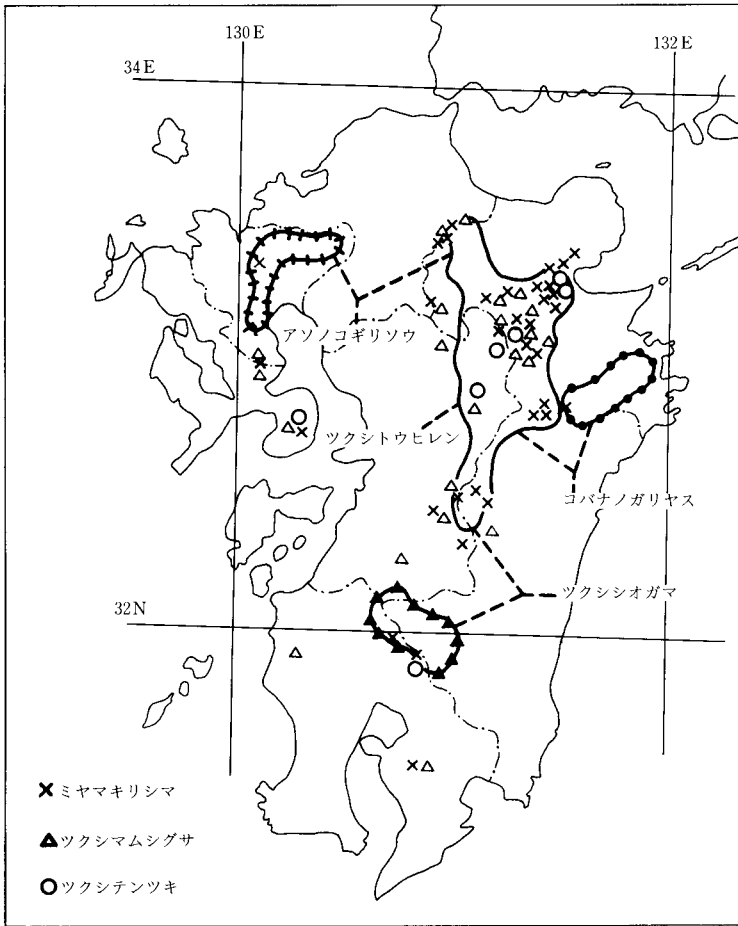 130E
132E
34E
アソノコギリソウ
ツクシトウヒレン
コバナノガリヤス
ツクシシオガマ
32N
ミヤマキリシマ
ツクシマムシグサ
ツクシテンツキ